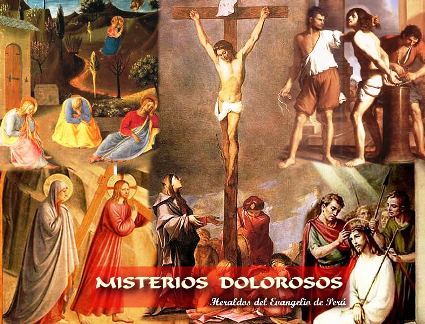 MISTERIOS DOLOROSOS
Heraldos del Evangelio de Perú